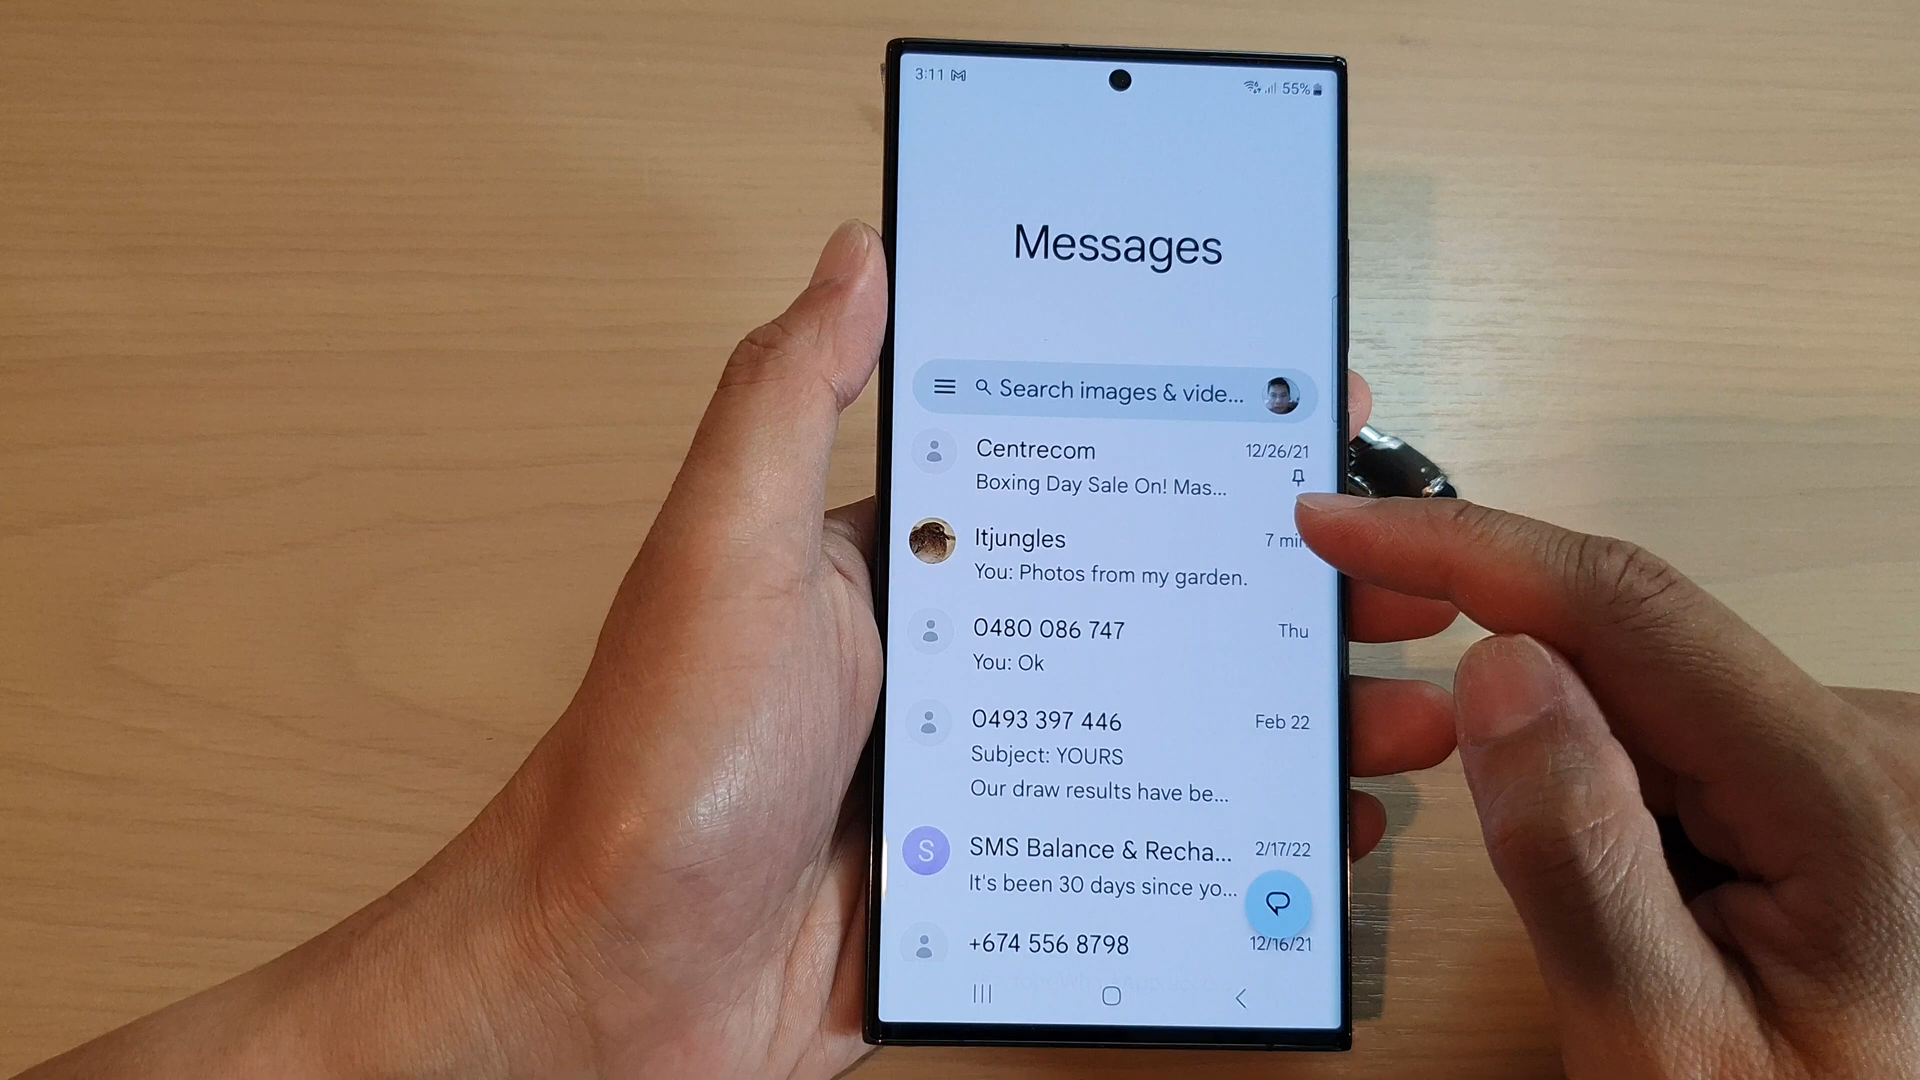 3:11 55%
Messages
Search images & vide...
Centrecom 12/26/21
Boxing Day Sale On! Mas...
Itjungles 7 min
You: Photos from my garden.
0480 086 747 Thu
You: Ok
0493 397 446 Feb 22
Subject: YOURS
Our draw results have be...
S SMS Balance & Recha... 2/17/22
It's been 30 days since yo...
+674 556 8798 12/16/21